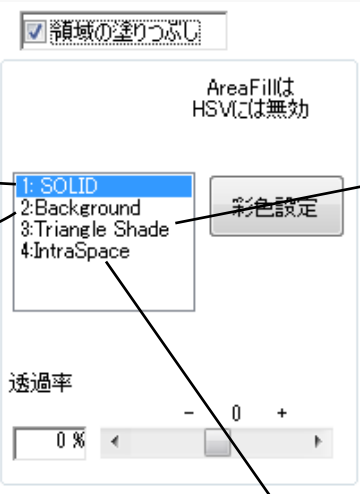 領域の塗りつぶし
AreaFillは
HSVには無効
1: SOLID
2:Background
3:Triangle Shade
4:IntraSpace
彩色設定
透過率
- 0 +
0 %